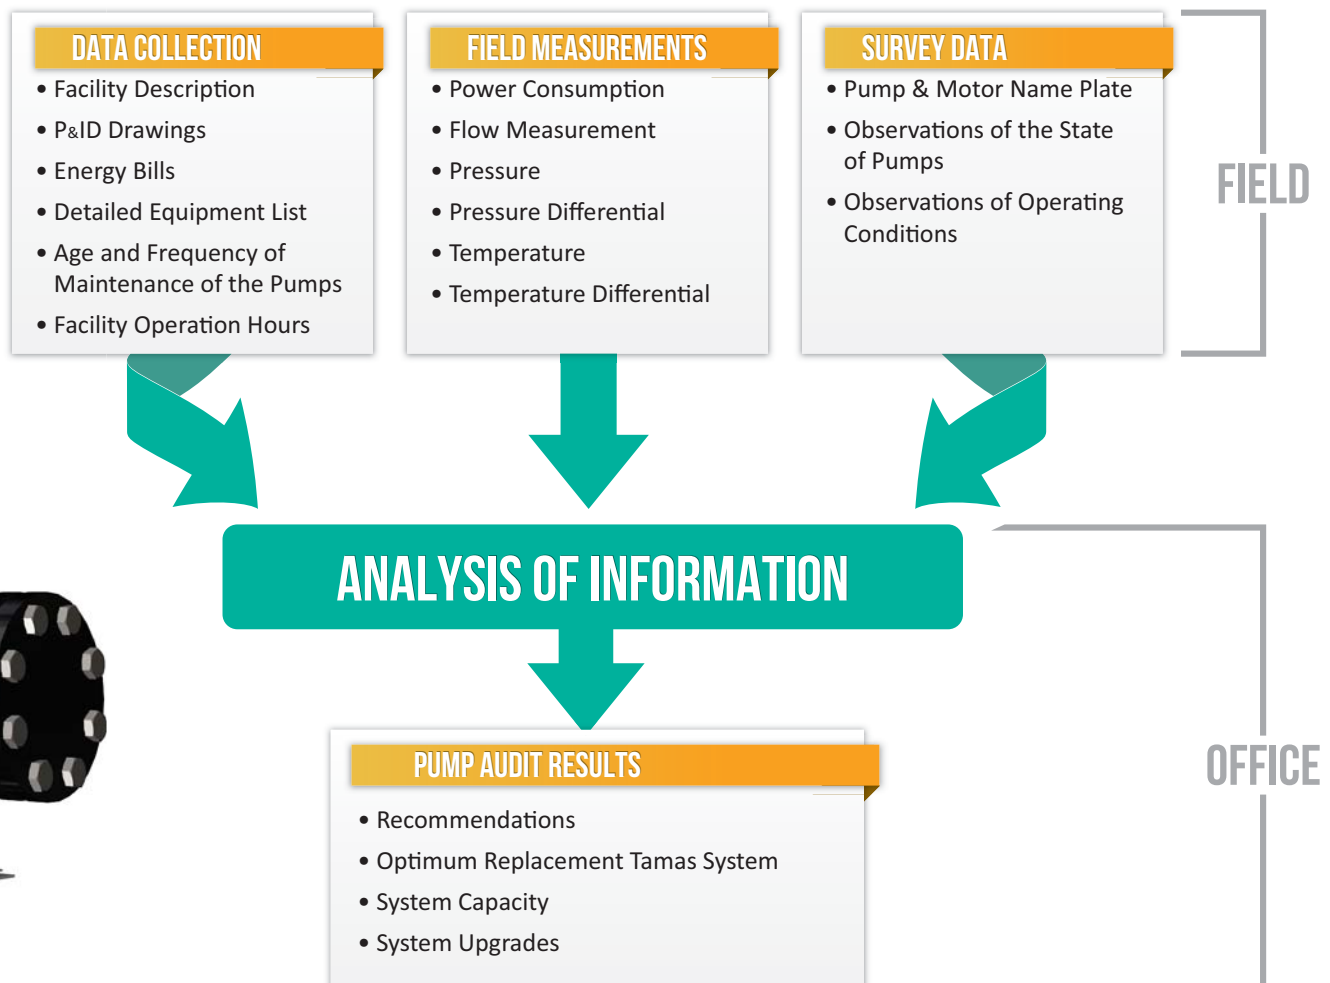 DATA COLLECTION
• Facility Description
• P&ID Drawings
• Energy Bills
• Detailed Equipment List
• Age and Frequency of
Maintenance of the Pumps
• Facility Operation Hours
FIELD MEASUREMENTS
• Power Consumption
• Flow Measurement
• Pressure
• Pressure Differential
• Temperature
• Temperature Differential
SURVEY DATA
• Pump & Motor Name Plate
• Observations of the State
of Pumps
• Observations of Operating
Conditions
FIELD
ANALYSIS OF INFORMATION
OFFICE
PUMP AUDIT RESULTS
• Recommendations
• Optimum Replacement Tamas System
• System Capacity
• System Upgrades